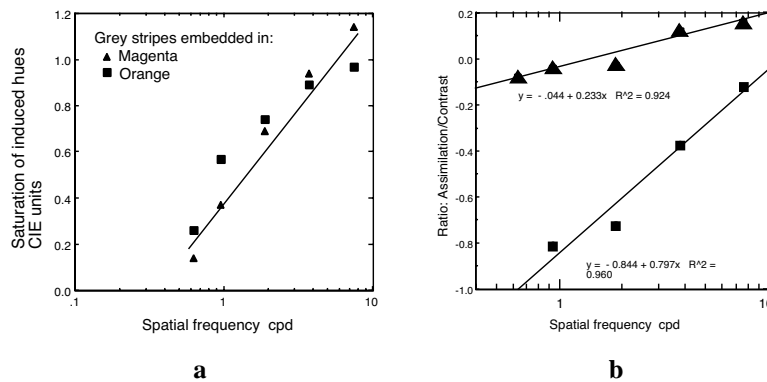 1.2
1.0
0.8
0.6
0.4
0.2
0.0
.1
1
10
Saturation of induced hues
CIE units
Grey stripes embedded in:
Magenta
Orange
Spatial frequency cpd
a
0.2
0.0
-0.2
-0.4
-0.6
-0.8
-1.0
1
10
Ratio: Assimilation/Contrast
y = - .044 + 0.233x R^2 = 0.924
y = - 0.844 + 0.797x R^2 =
0.960
Spatial frequency cpd
b